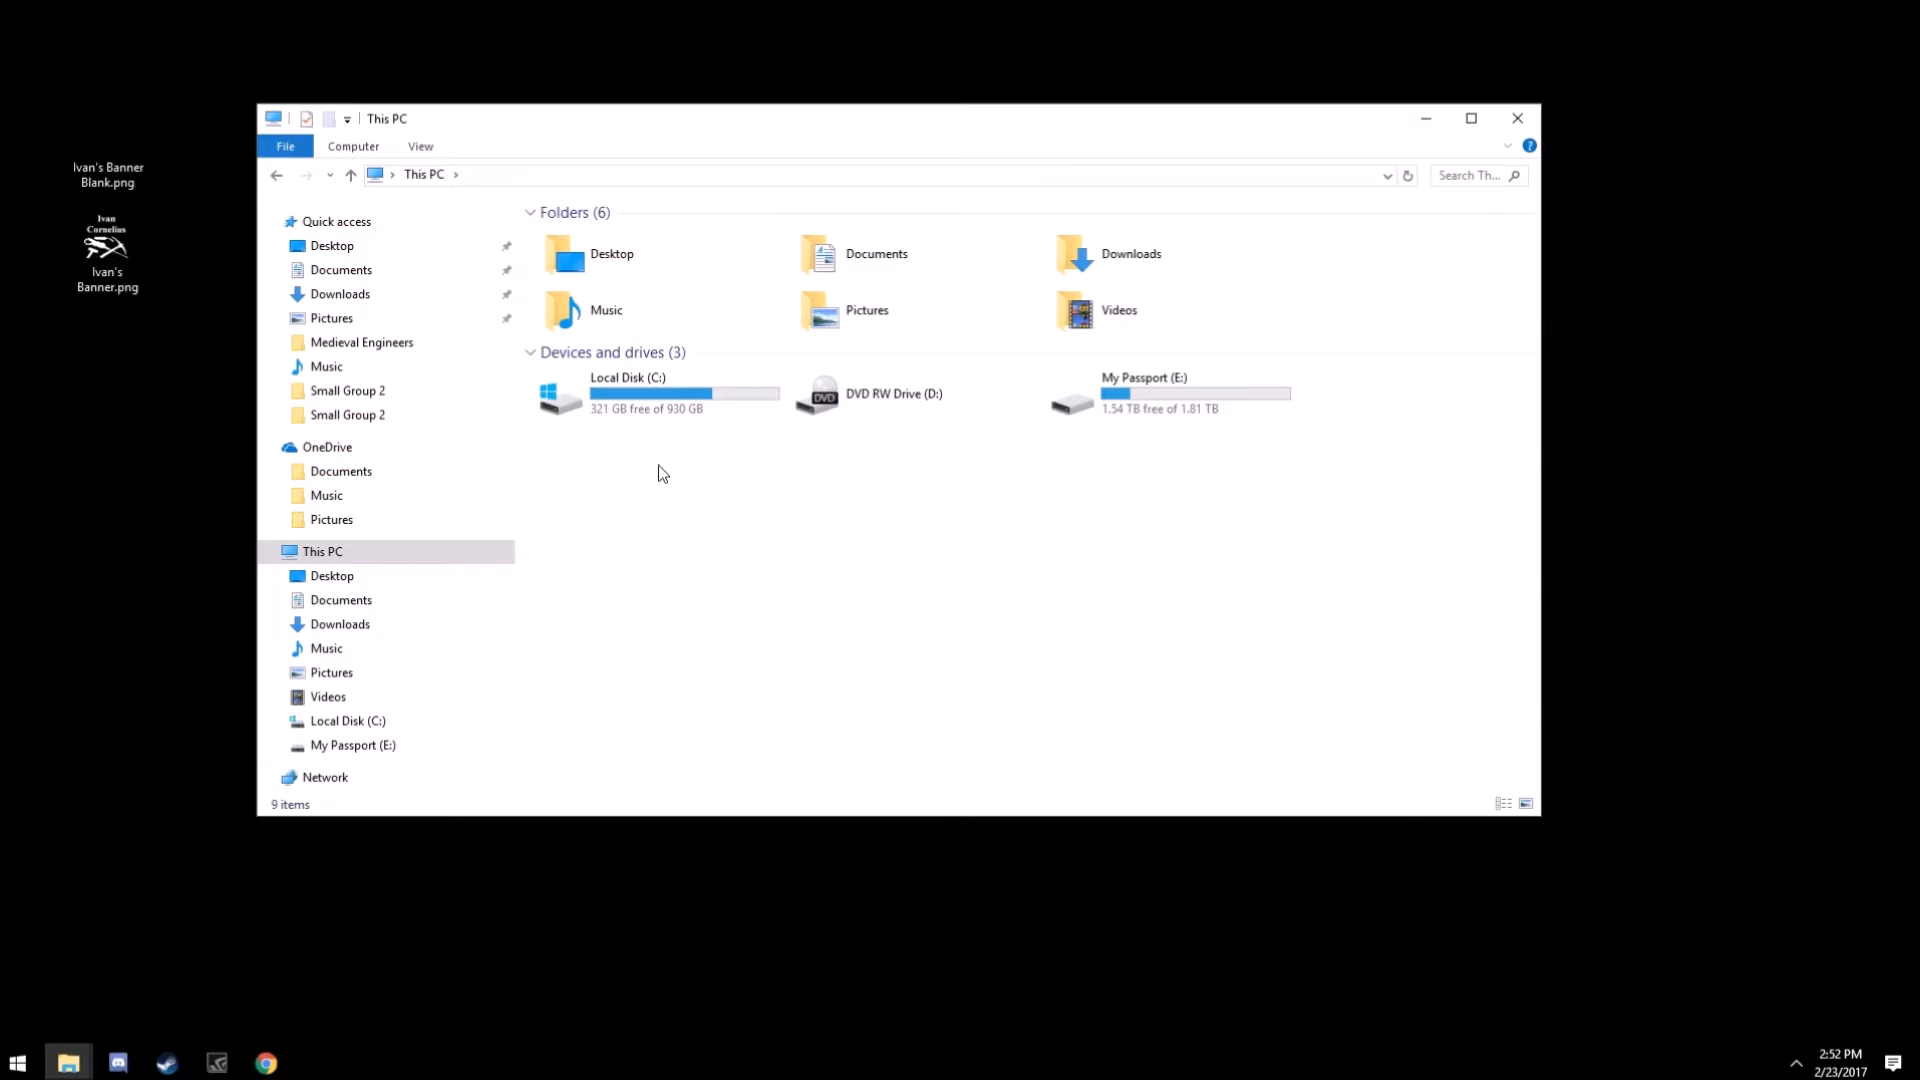 Ivan's Banner
Blank.png
Ivan
Cornelius
Ivan's
Banner.png
This PC
File
Computer
View
This PC
Search Th...
Quick access
Desktop
Documents
Downloads
Pictures
Medieval Engineers
Music
Small Group 2
Small Group 2
OneDrive
Documents
Music
Pictures
This PC
Desktop
Documents
Downloads
Music
Pictures
Videos
Local Disk (C:)
My Passport (E:)
Network
9 items
Folders (6)
Desktop
Documents
Downloads
Music
Pictures
Videos
Devices and drives (3)
Local Disk (C:)
321 GB free of 930 GB
DVD
DVD RW Drive (D:)
My Passport (E:)
1.54 TB free of 1.81 TB
2:52 PM
2/23/2017